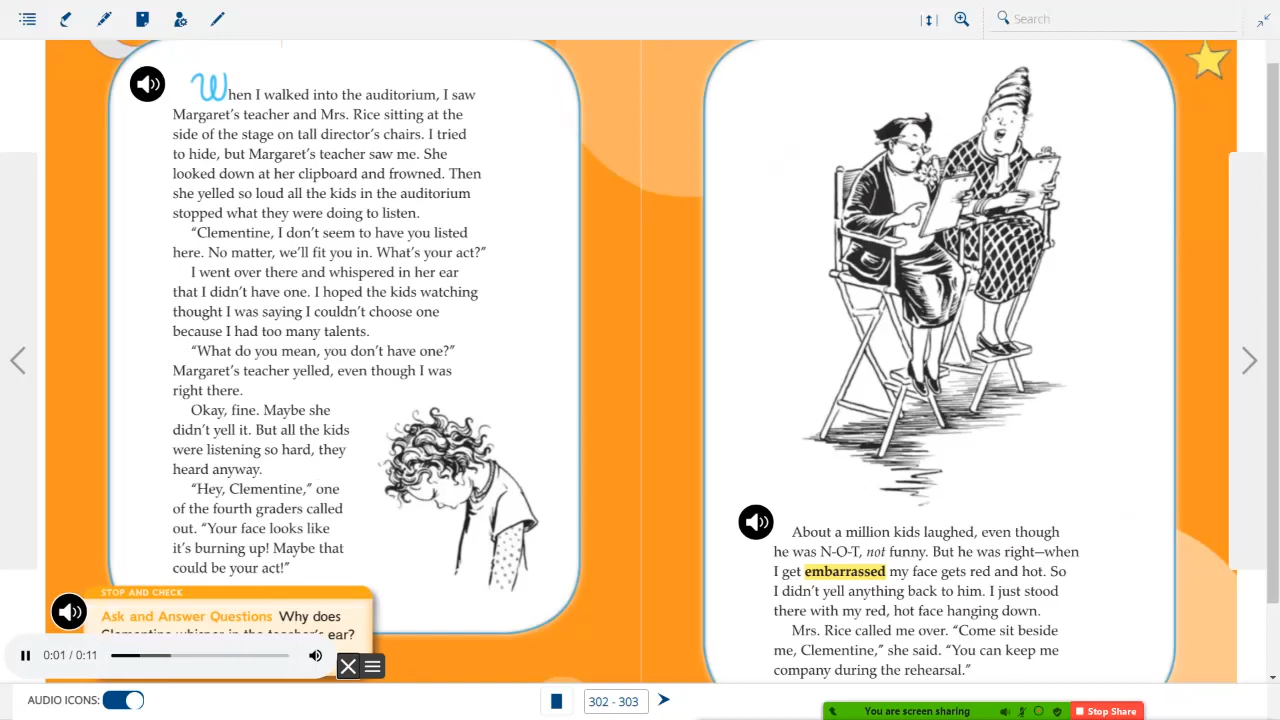 Search
When I walked into the auditorium, I saw
Margaret's teacher and Mrs. Rice sitting at the
side of the stage on tall director's chairs. I tried
to hide, but Margaret's teacher saw me. She
looked down at her clipboard and frowned. Then
she yelled so loud all the kids in the auditorium
stopped what they were doing to listen.
“Clementine, I don't seem to have you listed
here. No matter, we'll fit you in. What's your act?”
I went over there and whispered in her ear
that I didn't have one. I hoped the kids watching
thought I was saying I couldn't choose one
because I had too many talents.
“What do you mean, you don't have one?”
Margaret's teacher yelled, even though I was
right there.
Okay, fine. Maybe she
didn't yell it. But all the kids
were listening so hard, they
heard anyway.
“Hey, Clementine,” one
of the fourth graders called
out. “Your face looks like
it's burning up! Maybe that
could be your act!”
STOP AND CHECK
Ask and Answer Questions Why does
Clementine whisper in the teacher's ear?
About a million kids laughed, even though
he was N-O-T, not funny. But he was right—when
I get embarrassed my face gets red and hot. So
I didn't yell anything back to him. I just stood
there with my red, hot face hanging down.
Mrs. Rice called me over. “Come sit beside
me, Clementine,” she said. “You can keep me
company during the rehearsal.”
0:01 / 0:11
AUDIO ICONS:
302 - 303
You are screen sharing
Stop Share